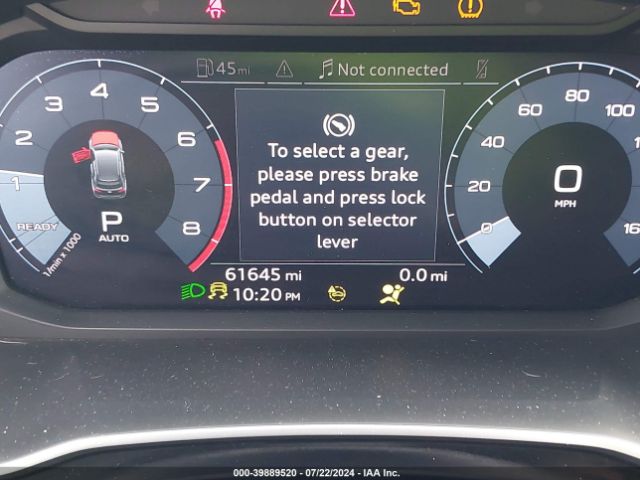 45mi
Not connected
To select a gear,
please press brake
pedal and press lock
button on selector
lever
1 2 3 4 5 6 7 8
READY
1/min x 1000
P
AUTO
0 20 40 60 80 100
16
0
MPH
61645 mi
0.0 mi
10:20 PM
000-39889520 - 07/22/2024 - IAA Inc.